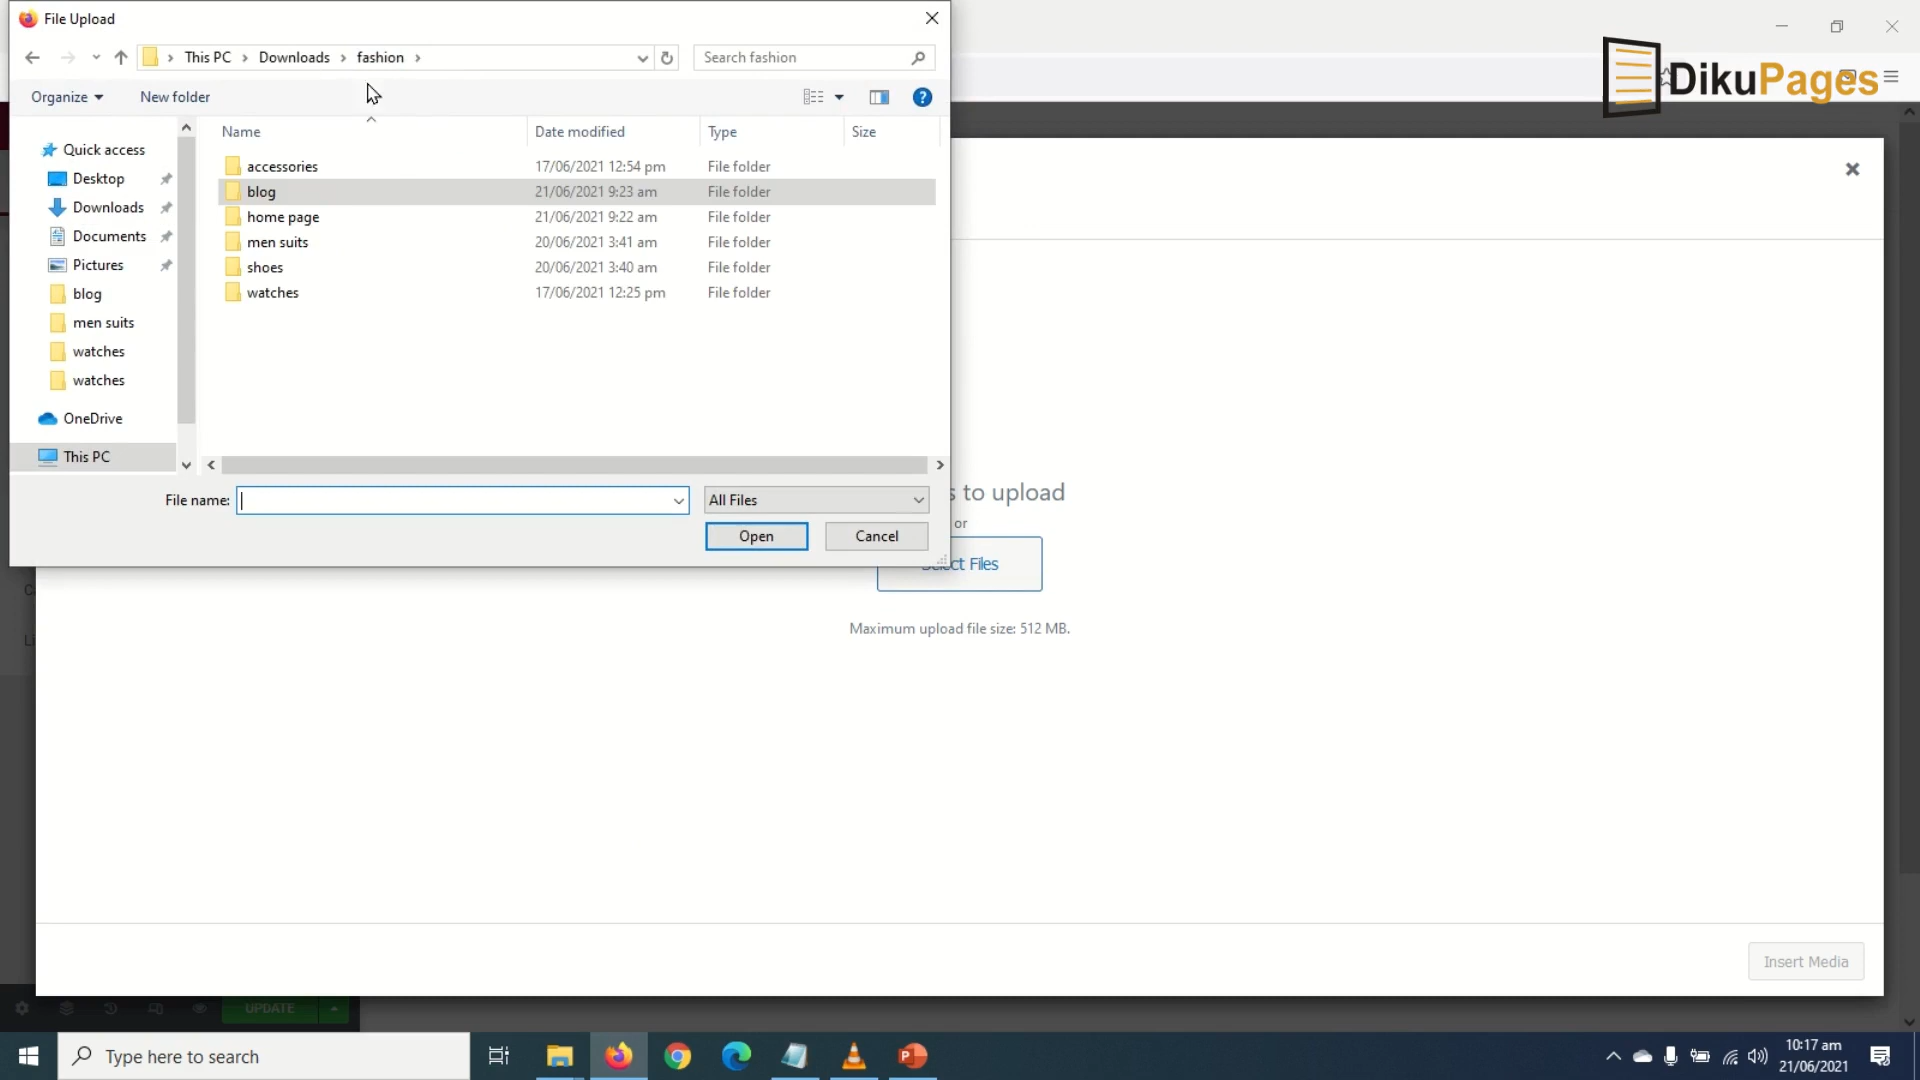 File Upload
This PC Downloads fashion
Search fashion
DikuPages
Organize New folder
Name Date modified Type Size
Quick access
Desktop
Downloads
Documents
Pictures
blog
men suits
watches
watches
OneDrive
This PC
accessories 17/06/2021 12:54 pm File folder
blog 21/06/2021 9:23 am File folder
home page 21/06/2021 9:22 am File folder
men suits 20/06/2021 3:41 am File folder
shoes 20/06/2021 3:40 am File folder
watches 17/06/2021 12:25 pm File folder
File name: All Files
Open Cancel
to upload
or
Select Files
Maximum upload file size: 512 MB.
Insert Media
UPDATE
Type here to search
10:17 am
21/06/2021